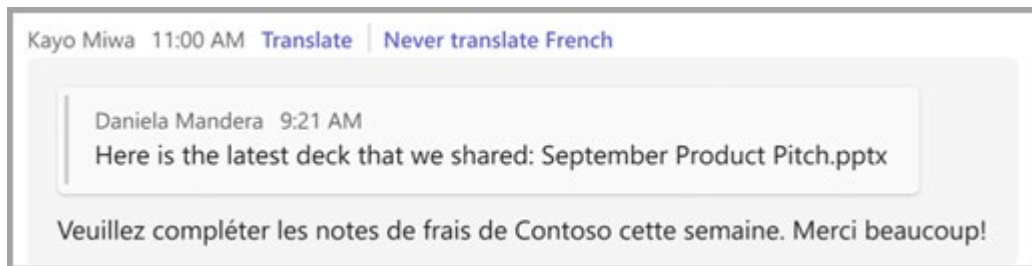 Kayo Miwa 11:00 AM Translate Never translate French
Daniela Mandera 9:21 AM
Here is the latest deck that we shared: September Product Pitch.pptx
Veuillez compléter les notes de frais de Contoso cette semaine. Merci beaucoup!